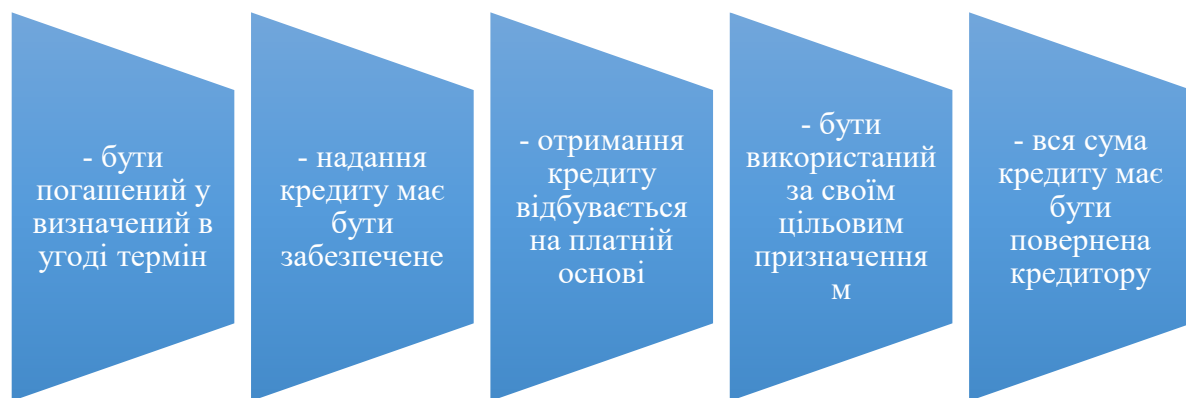 - бути
погашений у
визначений в
угоді термін
- надання
кредиту має
бути
забезпечене
- отримання
кредиту
відбувається
на платній
основі
- бути
використаний
за своїм
цільовим
призначення
м
- вся сума
кредиту має
бути
повернена
кредитору